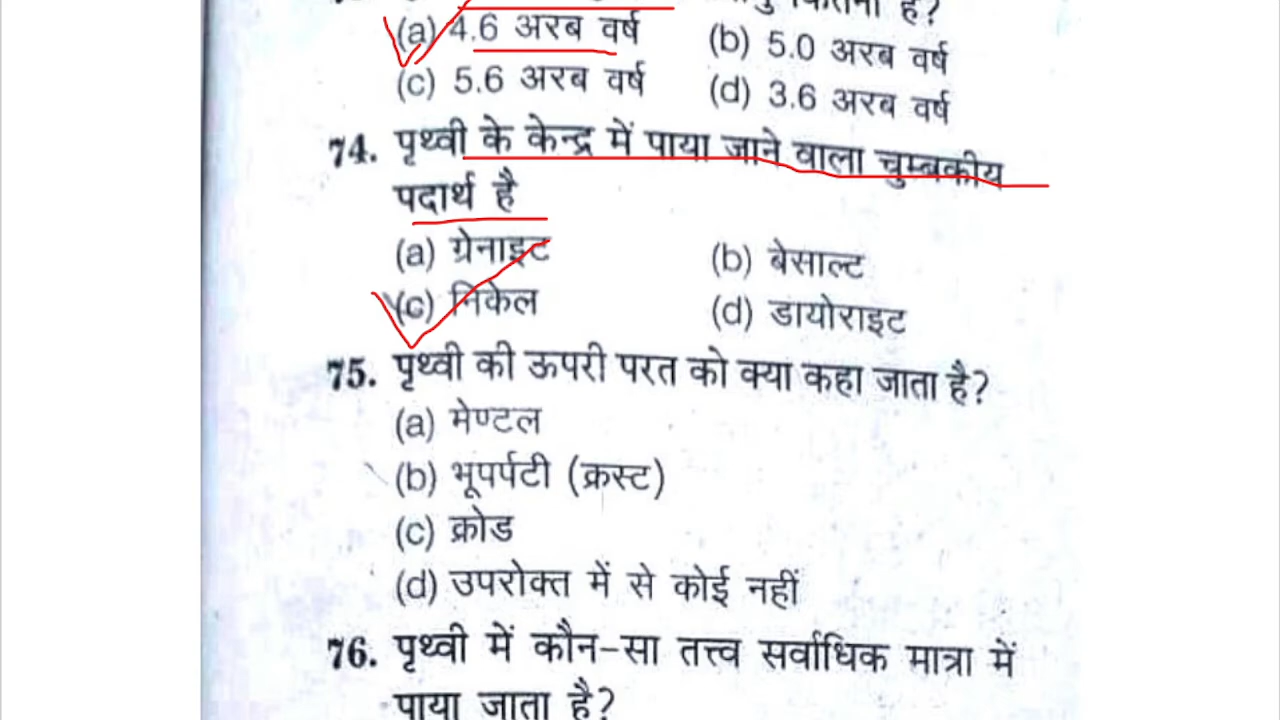 कितनी है?
(a) 4.6 अरब वर्ष (b) 5.0 अरब वर्ष
(c) 5.6 अरब वर्ष (d) 3.6 अरब वर्ष
74. पृथ्वी के केन्द्र में पाया जाने वाला चुम्बकीय
पदार्थ है
(a) ग्रेनाइट (b) बेसाल्ट
(c) निकेल (d) डायोराइट
75. पृथ्वी की ऊपरी परत को क्या कहा जाता है?
(a) मेण्टल
(b) भूपर्पटी (क्रस्ट)
(c) क्रोड
(d) उपरोक्त में से कोई नहीं
76. पृथ्वी में कौन-सा तत्त्व सर्वाधिक मात्रा में
पाया जाता है?